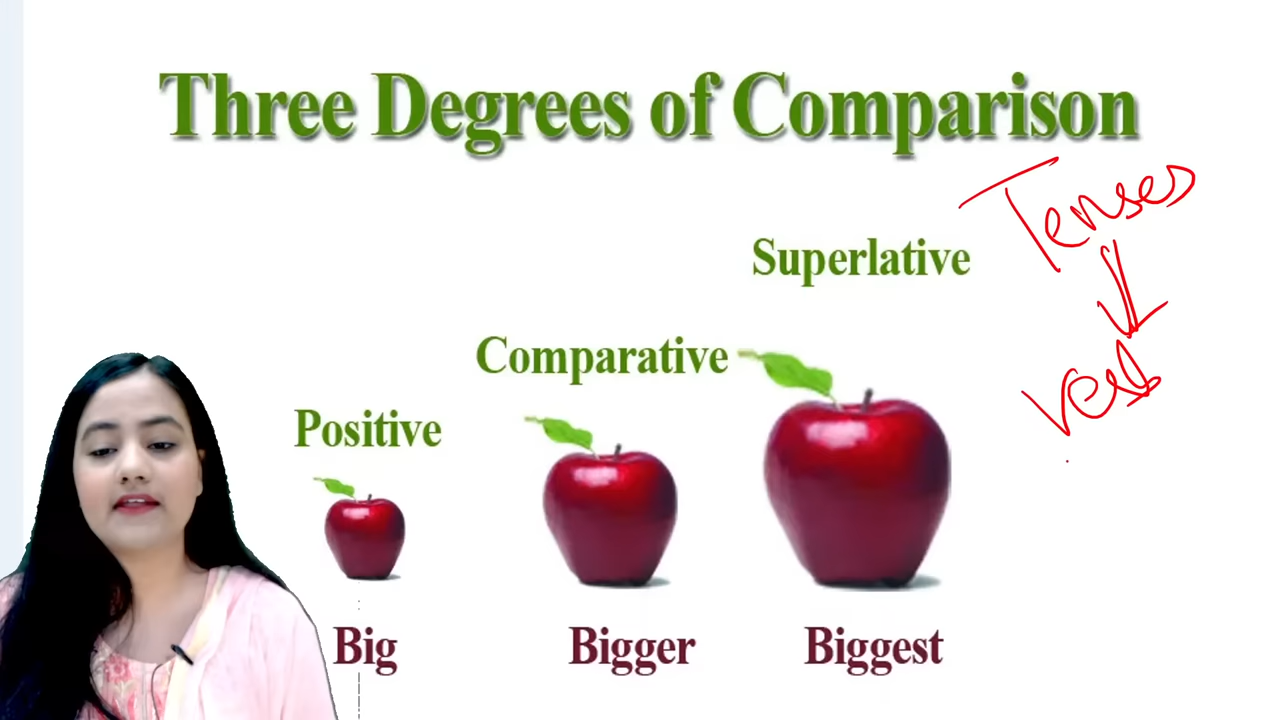 Three Degrees of Comparison
Tenses
Superlative
Comparative
Verb
Positive
Big Bigger Biggest